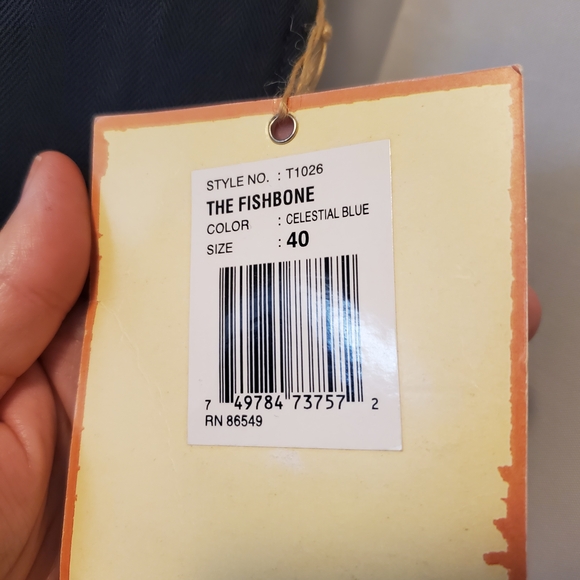 STYLE NO. : T1026
THE FISHBONE
COLOR : CELESTIAL BLUE
SIZE : 40
7 49784 73757 2
RN 86549